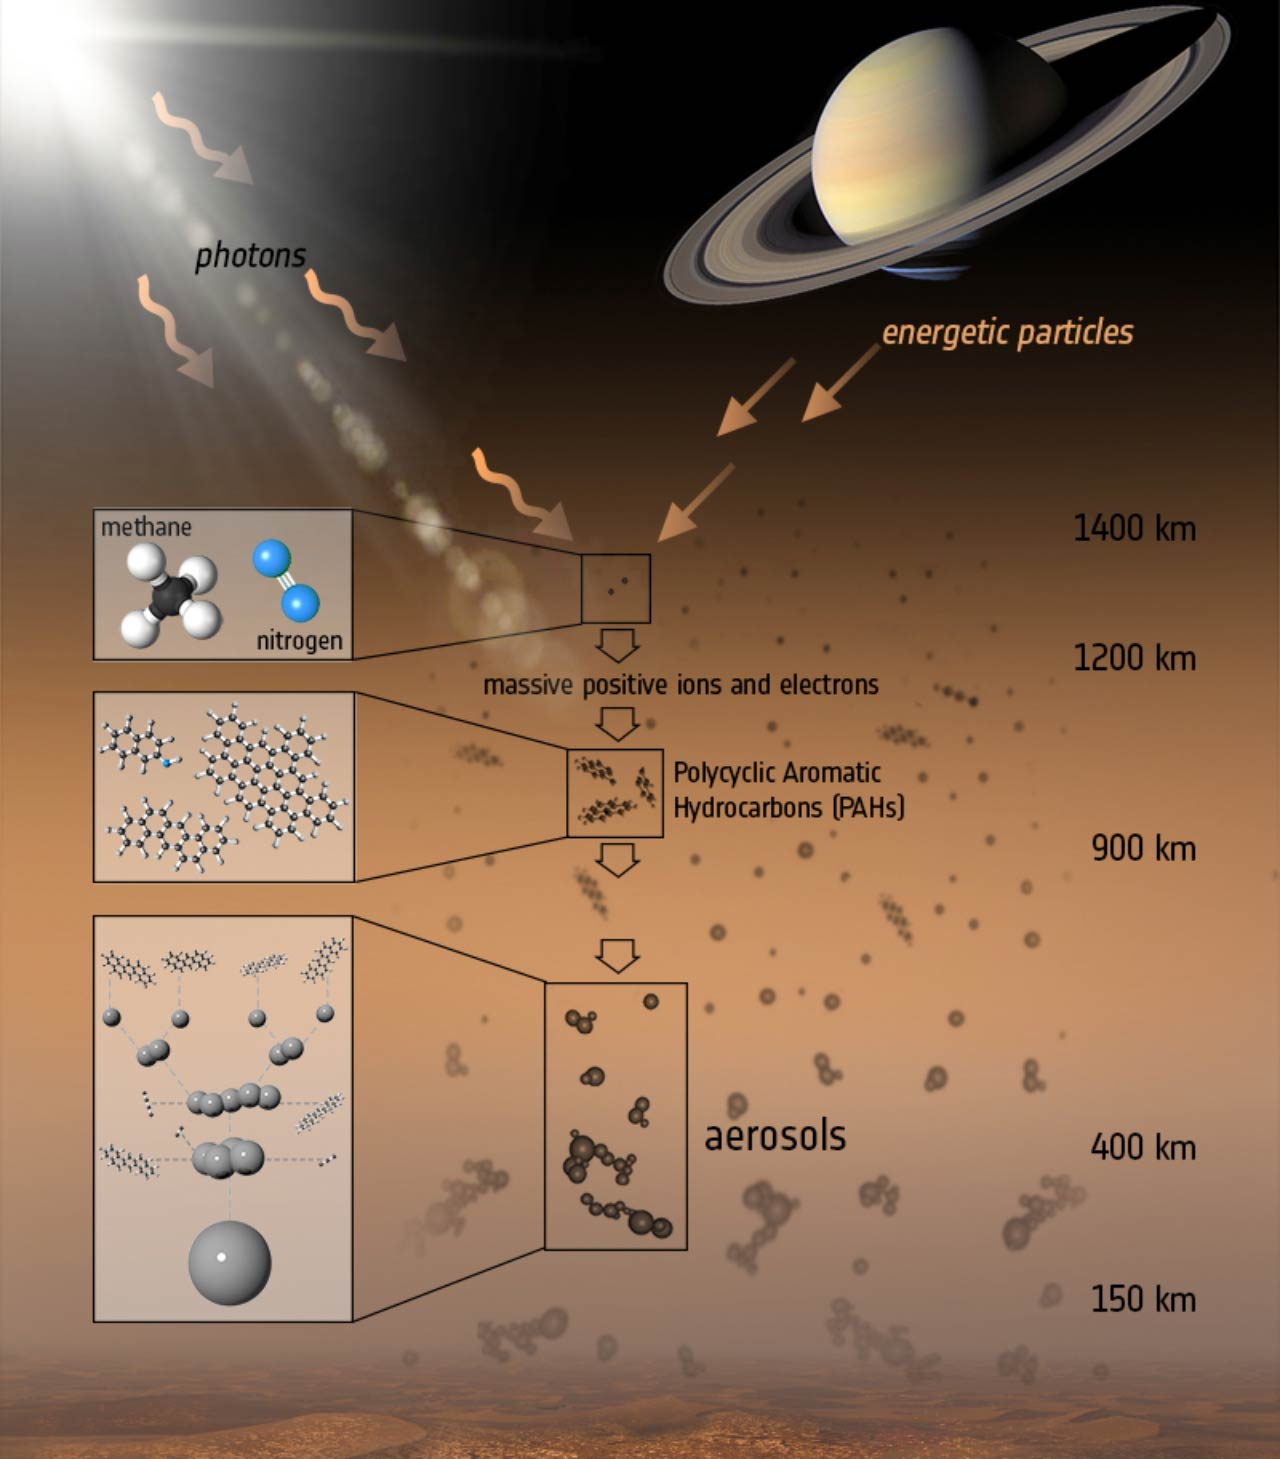 photons
energetic particles
methane
nitrogen
1400 km
1200 km
massive positive ions and electrons
Polycyclic Aromatic
Hydrocarbons (PAHs)
900 km
aerosols
400 km
150 km